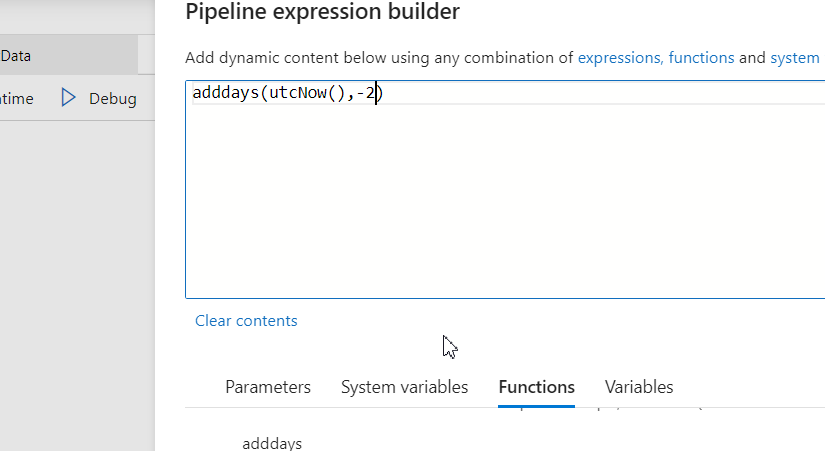 Pipeline expression builder
Data
Add dynamic content below using any combination of expressions, functions and system
time Debug
adddays(utcNow(),-2)
Clear contents
Parameters System variables Functions Variables
adddays